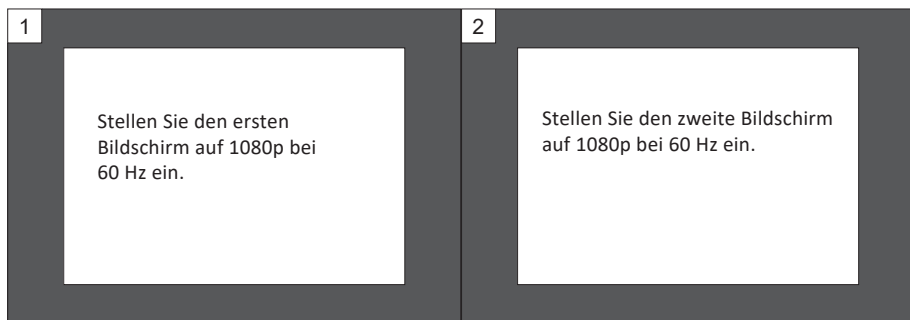 1
Stellen Sie den ersten
Bildschirm auf 1080p bei
60 Hz ein.
2
Stellen Sie den zweite Bildschirm
auf 1080p bei 60 Hz ein.